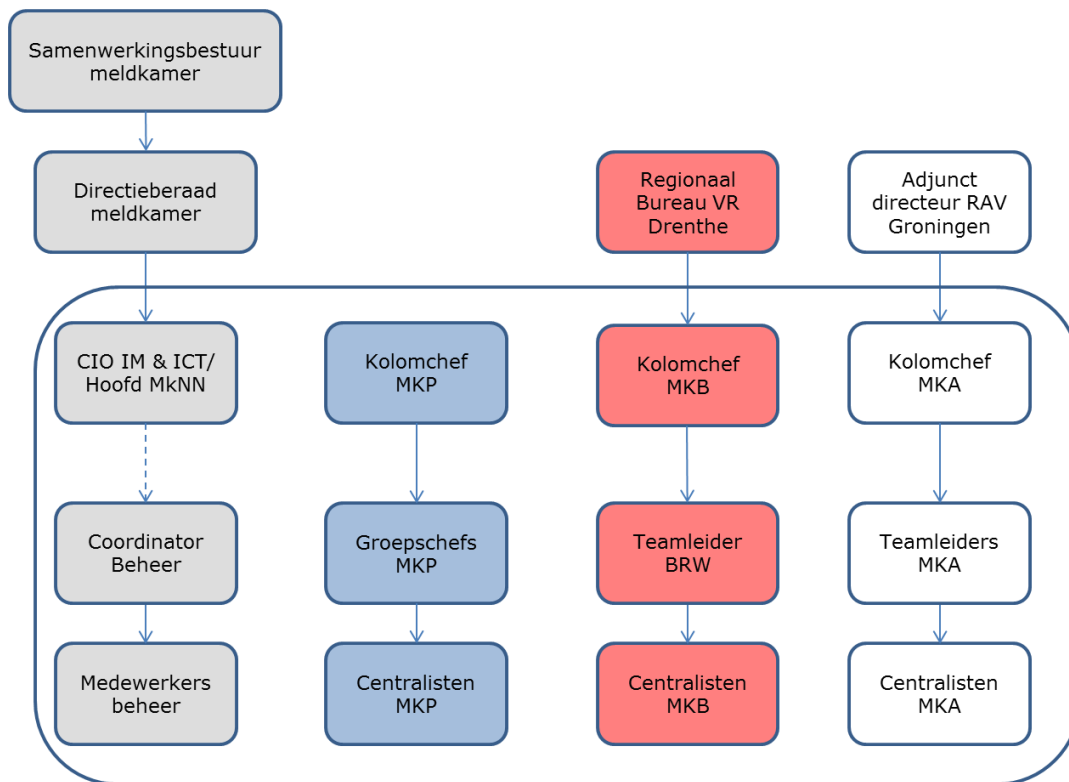 Samenwerkingsbestuur
meldkamer
Directieberaad
meldkamer
Regionaal
Bureau VR
Drenthe
Adjunct
directeur RAV
Groningen
CIO IM & ICT/
Hoofd MkNN
Kolomchef
MKP
Kolomchef
MKB
Kolomchef
MKA
Coordinator
Beheer
Groepschefs
MKP
Teamleider
BRW
Teamleiders
MKA
Medewerkers
beheer
Centralisten
MKP
Centralisten
MKB
Centralisten
MKA